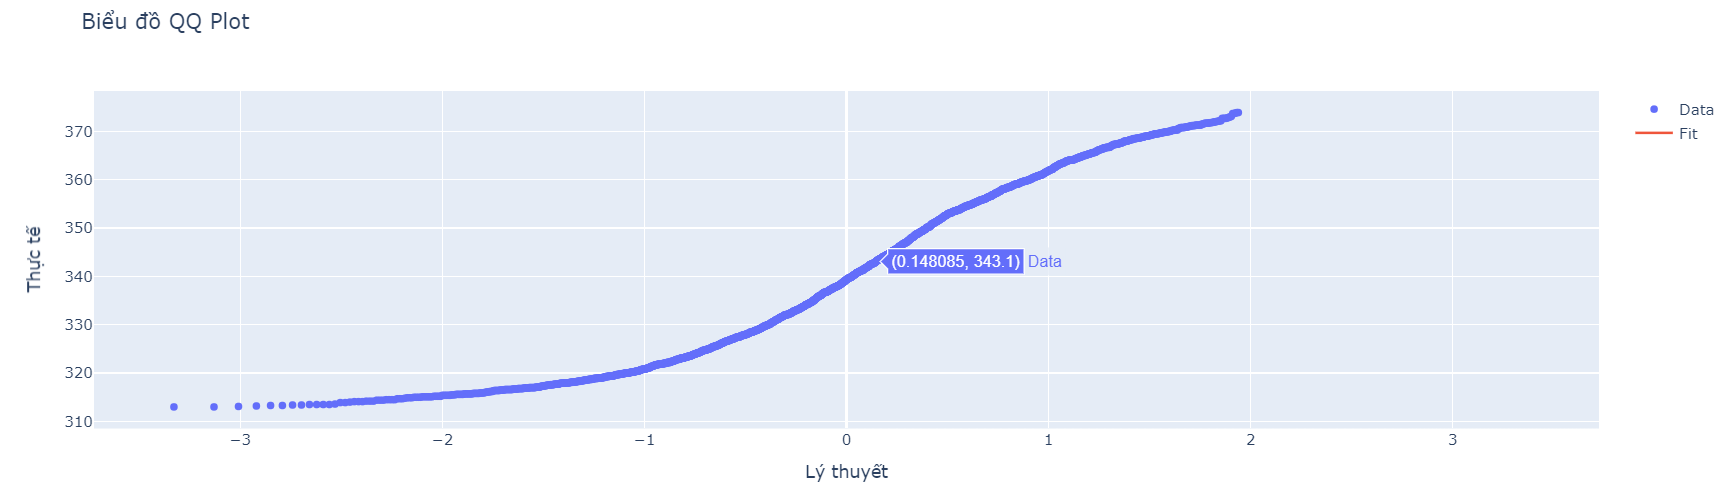 Biểu đồ QQ Plot
Data
Fit
370
360
350
340
330
320
310
Thực tế
(0.148085, 343.1) Data
−3
−2
−1
0
1
2
3
Lý thuyết